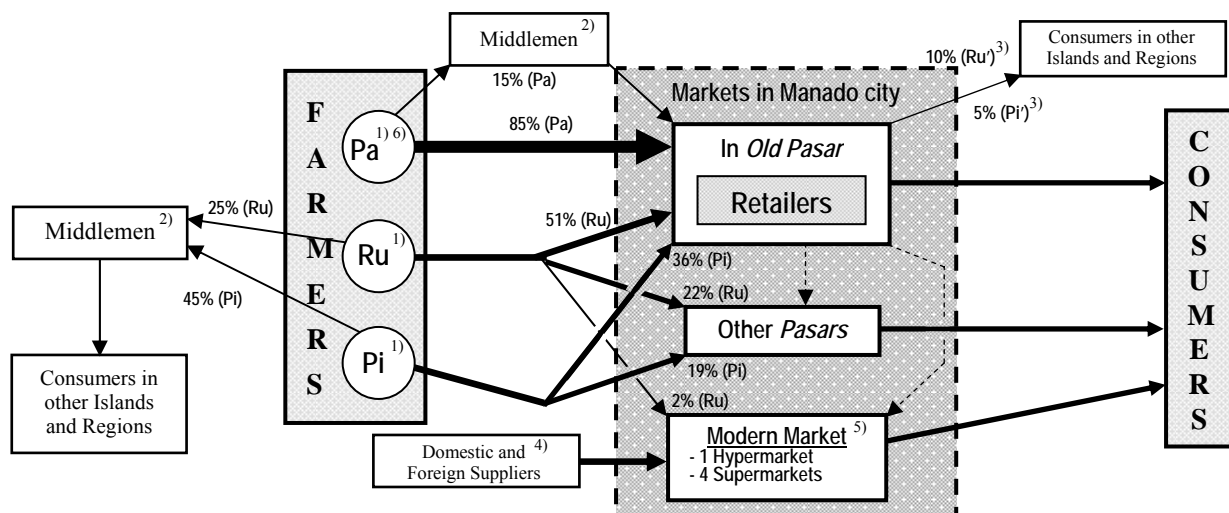 Middlemen 2)
15% (Pa)
10% (Ru’) 3)
Consumers in other
Islands and Regions
5% (Pi’) 3)
FARMERS
Pa 1) 6)
85% (Pa)
Markets in Manado city
In Old Pasar
Retailers
CONSUMERS
25% (Ru)
Middlemen 2)
Ru 1)
51% (Ru)
36% (Pi)
45% (Pi)
22% (Ru)
Other Pasars
Pi 1)
19% (Pi)
Consumers in
other Islands
and Regions
2% (Ru)
Domestic and 4)
Foreign Suppliers
Modern Market 5)
- 1 Hypermarket
- 4 Supermarkets